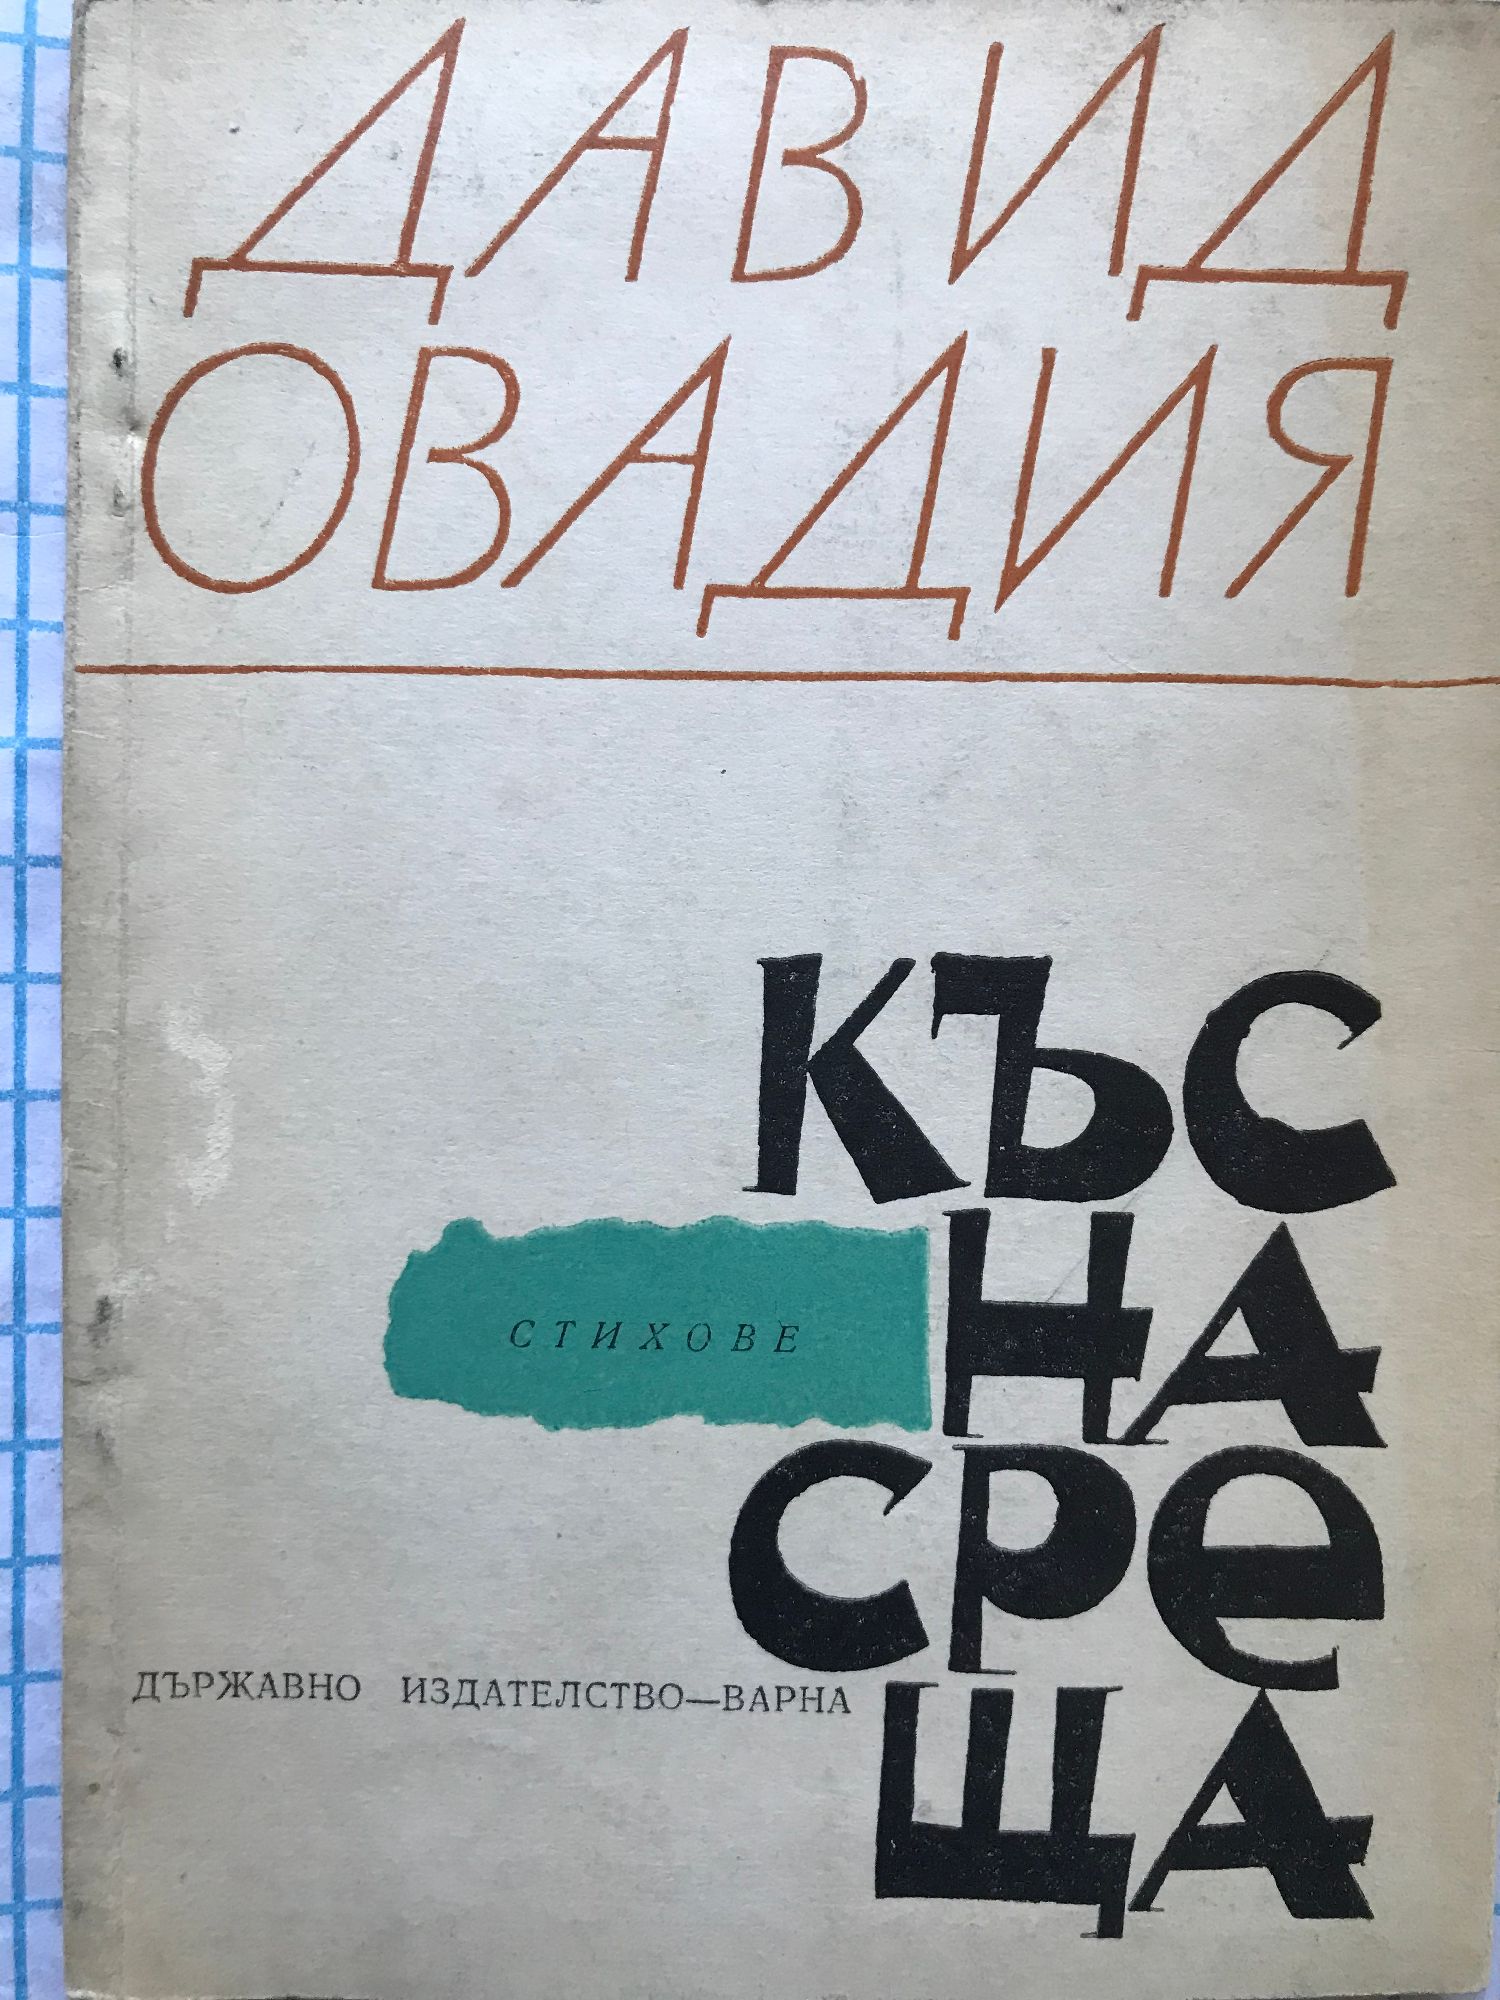 ДАВИД
ОВАДИЯ
КЪС
НА
СТИХОВЕ
СРе
ЩА
ДЪРЖАВНО ИЗДАТЕЛСТВО—ВАРНА